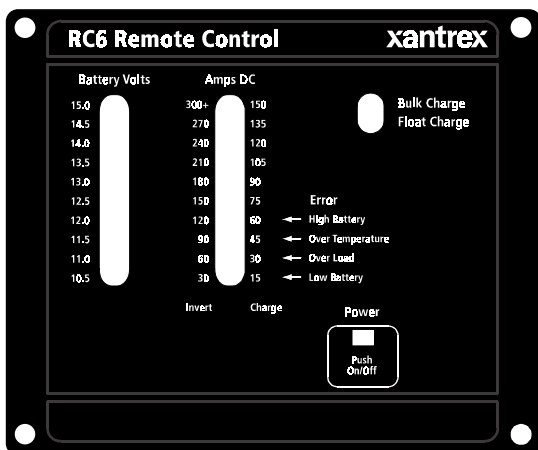 RC6 Remote Control xantrex
Battery Volts Amps DC
15.0 300+ 150 Bulk Charge
14.5 270 135 Float Charge
14.0 240 120
13.5 210 105
13.0 180 90
12.5 150 75 Error
12.0 120 60 High Battery
11.5 90 45 Over Temperature
11.0 60 30 Over Load
10.5 30 15 Low Battery
Invert Charge Power
Push
On/Off